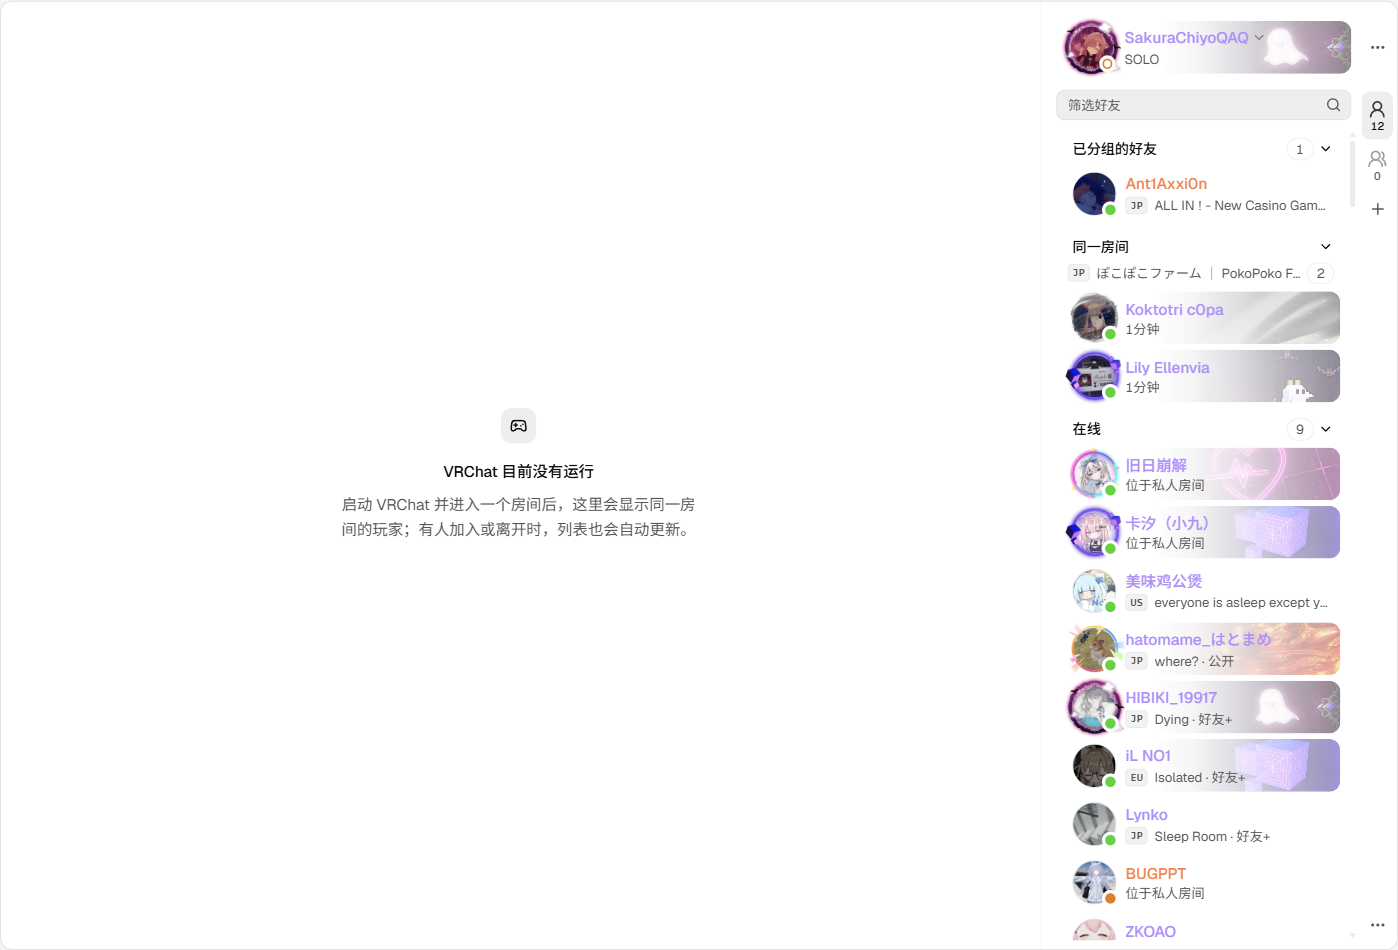 VRChat 目前没有运行
启动 VRChat 并进入一个房间后，这里会显示同一房
间的玩家；有人加入或离开时，列表也会自动更新。
SakuraChiyoQAQ
SOLO
筛选好友
12
0
已分组的好友 1
Ant1Axxi0n
JP ALL IN ! - New Casino Gam...
同一房间
JP ぽこぽこファーム ｜ PokoPoko F... 2
Koktotri c0pa
1分钟
Lily Ellenvia
1分钟
在线 9
旧日崩解
位于私人房间
卡汐（小九）
位于私人房间
美味鸡公煲
US everyone is asleep except y...
hatomame_はとまめ
JP where? · 公开
HIBIKI_19917
JP Dying · 好友+
iL NO1
EU Isolated · 好友+
Lynko
JP Sleep Room · 好友+
BUGPPT
位于私人房间
ZKOAO